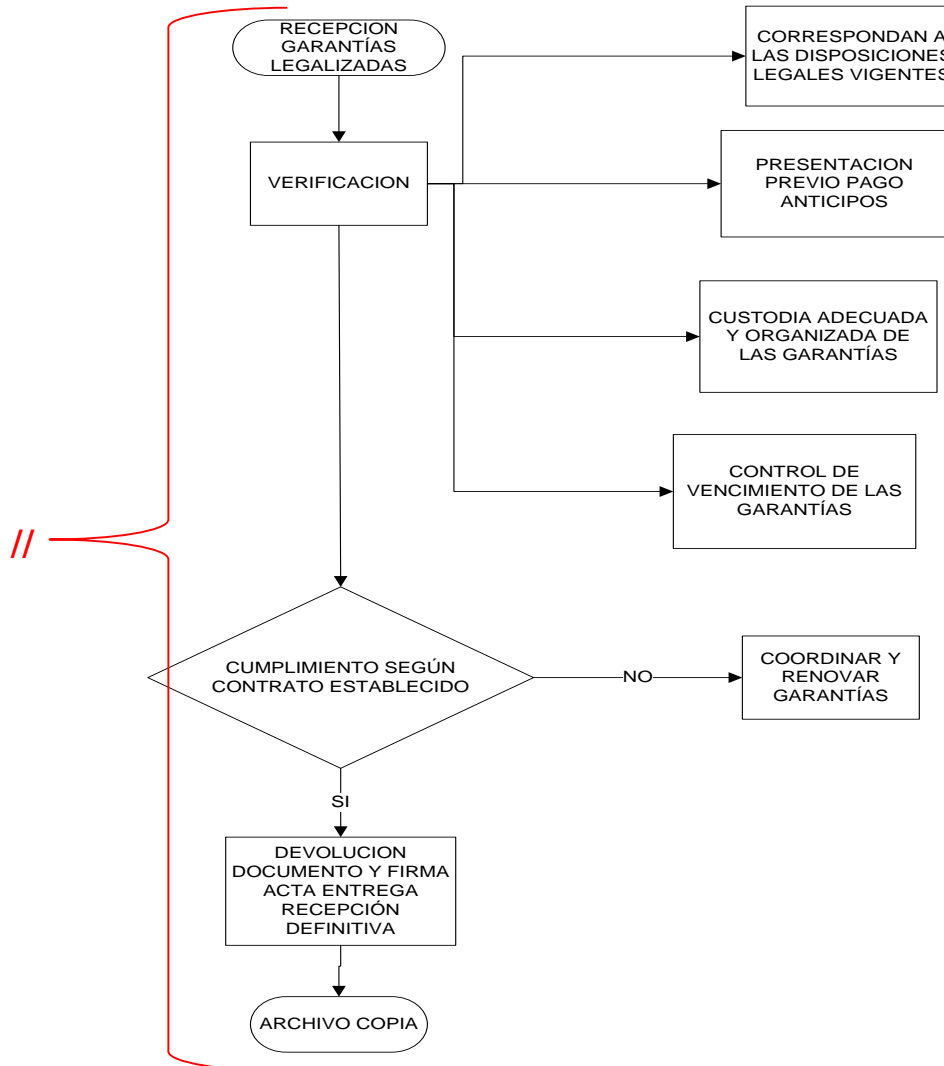 RECEPCION
GARANTÍAS
LEGALIZADAS
CORRESPONDAN A
LAS DISPOSICIONES
LEGALES VIGENTES
VERIFICACION
PRESENTACION
PREVIO PAGO
ANTICIPOS
CUSTODIA ADECUADA
Y ORGANIZADA DE
LAS GARANTÍAS
CONTROL DE
VENCIMIENTO DE LAS
GARANTÍAS
//
CUMPLIMIENTO SEGÚN
CONTRATO ESTABLECIDO
NO
COORDINAR Y
RENOVAR
GARANTÍAS
SI
DEVOLUCION
DOCUMENTO Y FIRMA
ACTA ENTREGA
RECEPCIÓN
DEFINITIVA
ARCHIVO COPIA